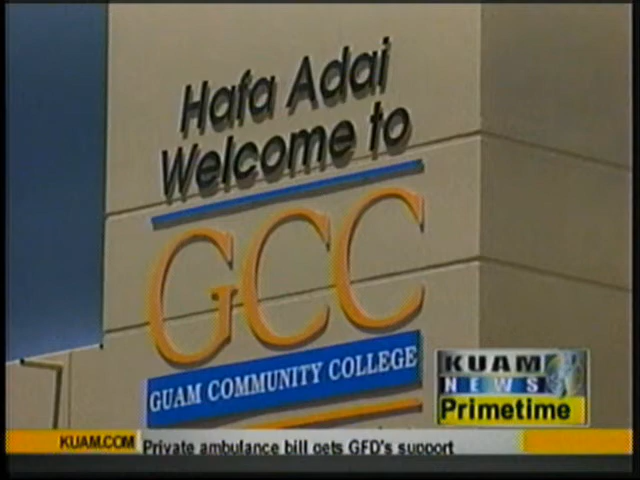 Hafa Adai
Welcome to
GCC
GUAM COMMUNITY COLLEGE
KUAM
NEWS
Primetime
KUAM.COM
Private ambulance bill gets GFD's support